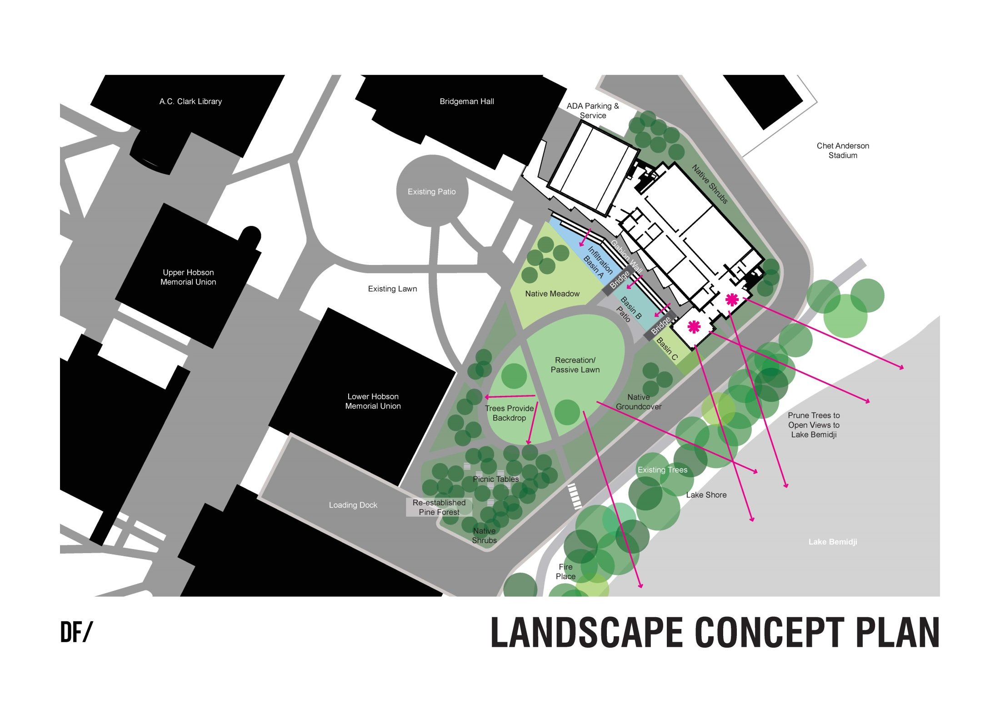 A.C. Clark Library
Bridgeman Hall
ADA Parking &
Service
Chet Anderson
Stadium
Native Shrubs
Existing Patio
Gabion Wall
Infiltration
Basin A
Bridge
Upper Hobson
Memorial Union
Existing Lawn
Native Meadow
Basin B
Patio
Bridge
Basin C
Recreation/
Passive Lawn
Lower Hobson
Memorial Union
Trees Provide
Backdrop
Native
Groundcover
Prune Trees to
Open Views to
Lake Bemidji
Existing Trees
Picnic Tables
Lake Shore
Loading Dock
Re-established
Pine Forest
Native
Shrubs
Lake Bemidji
Fire
Place
DF/
LANDSCAPE CONCEPT PLAN